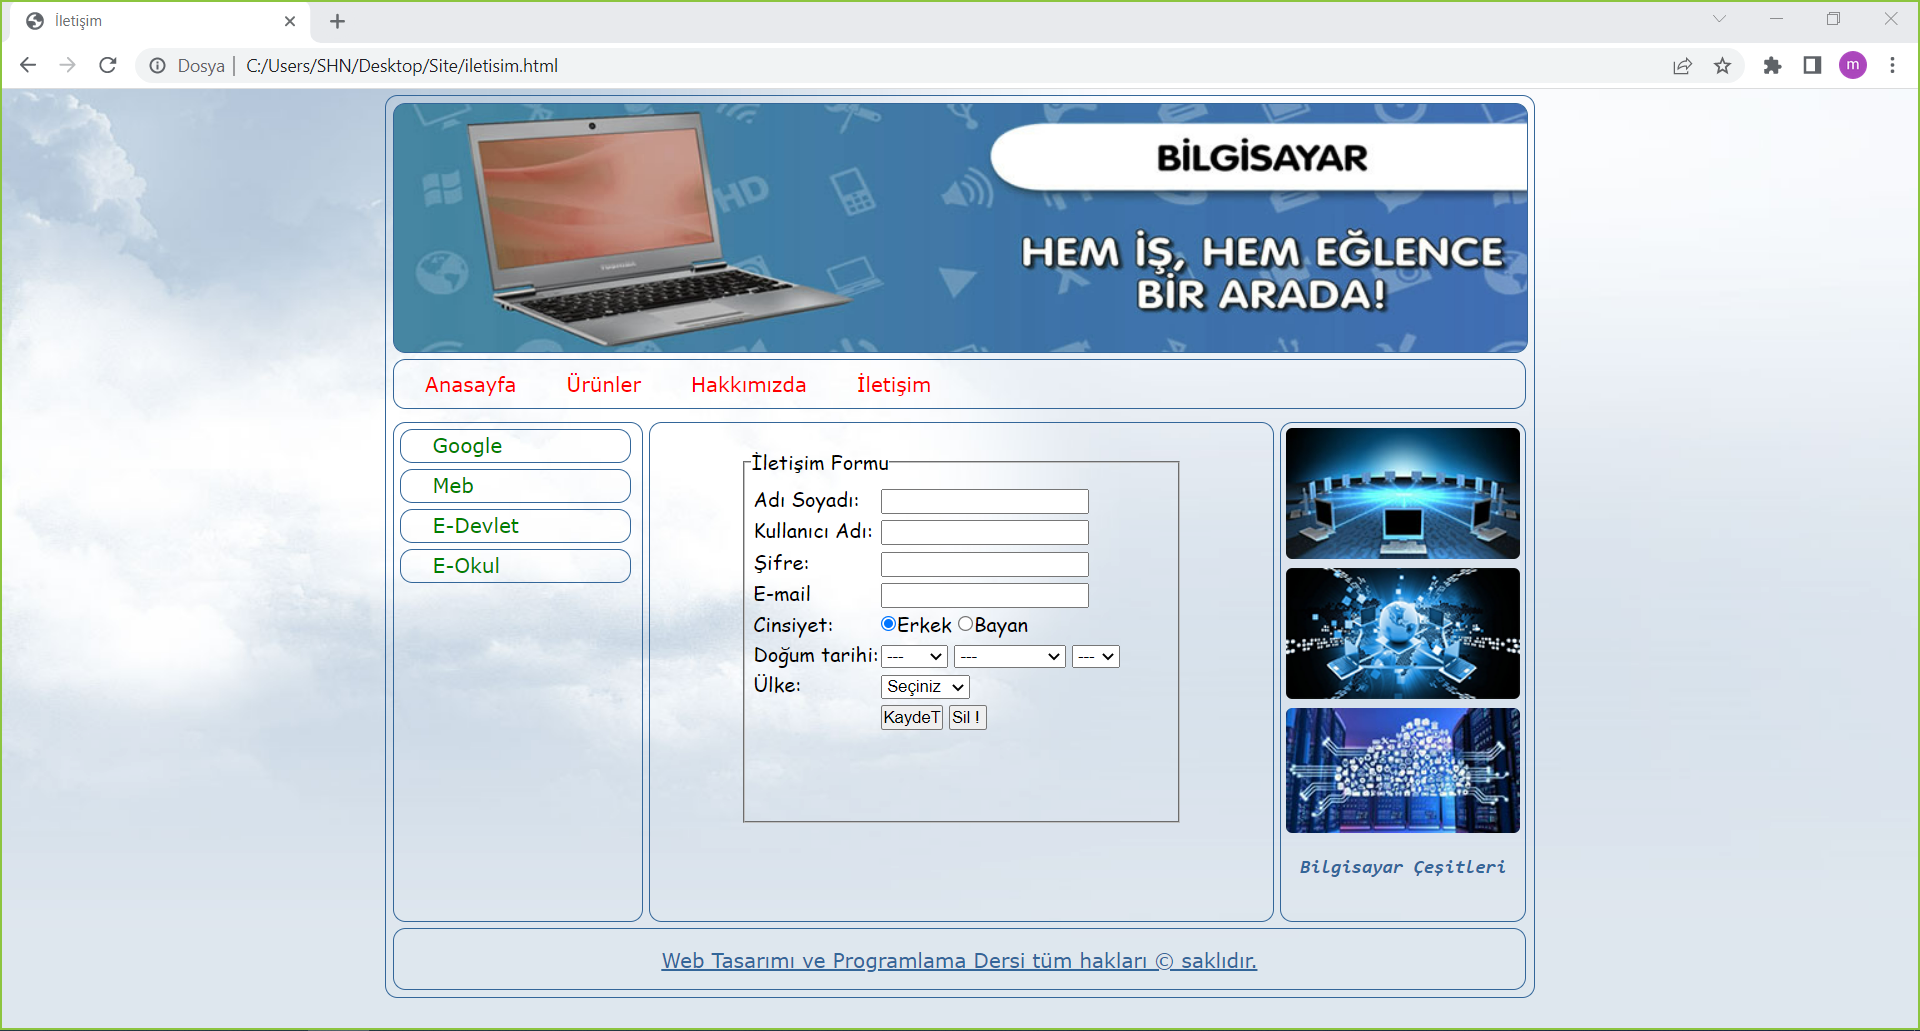 İletişim
Dosya | C:/Users/SHN/Desktop/Site/iletisim.html
m
TOSHIBA
HD
BİLGİSAYAR
HEM İŞ, HEM EĞLENCE
BİR ARADA!
Anasayfa Ürünler Hakkımızda İletişim
Google
Meb
E-Devlet
E-Okul
İletişim Formu
Adı Soyadı:
Kullanıcı Adı:
Şifre:
E-mail
Cinsiyet: Erkek Bayan
Doğum tarihi: --- --- ---
Ülke: Seçiniz
KaydeT Sil !
Bilgisayar Çeşitleri
Web Tasarımı ve Programlama Dersi tüm hakları © saklıdır.